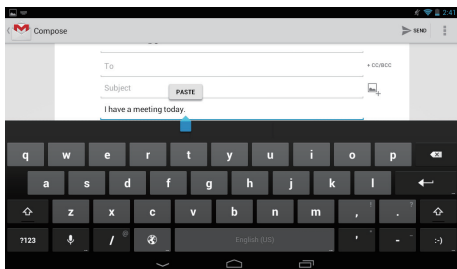 2:41
Compose
SEND
To
+ CC/BCC
Subject
PASTE
I have a meeting today.
q w e r t y u i o p
a s d f g h j k l
z x c v b n m , ! . ?
?123 / @ English (US) ' " - _ :-)